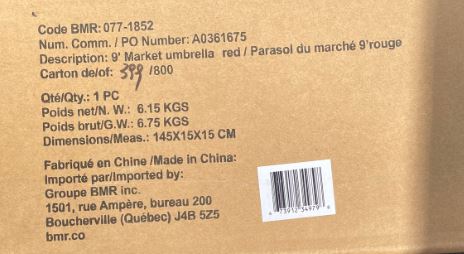 Code BMR: 077-1852
Num. Comm. / PO Number: A0361675
Description: 9' Market umbrella red / Parasol du marché 9'rouge
Carton de/of: 399 /800
Qté/Qty.: 1 PC
Poids net/N. W.: 6.15 KGS
Poids brut/G.W.: 6.75 KGS
Dimensions/Meas.: 145X15X15 CM
Fabriqué en Chine /Made in China:
Importé par/Imported by:
Groupe BMR inc.
1501, rue Ampère, bureau 200
Boucherville (Québec) J4B 5Z5
bmr.co